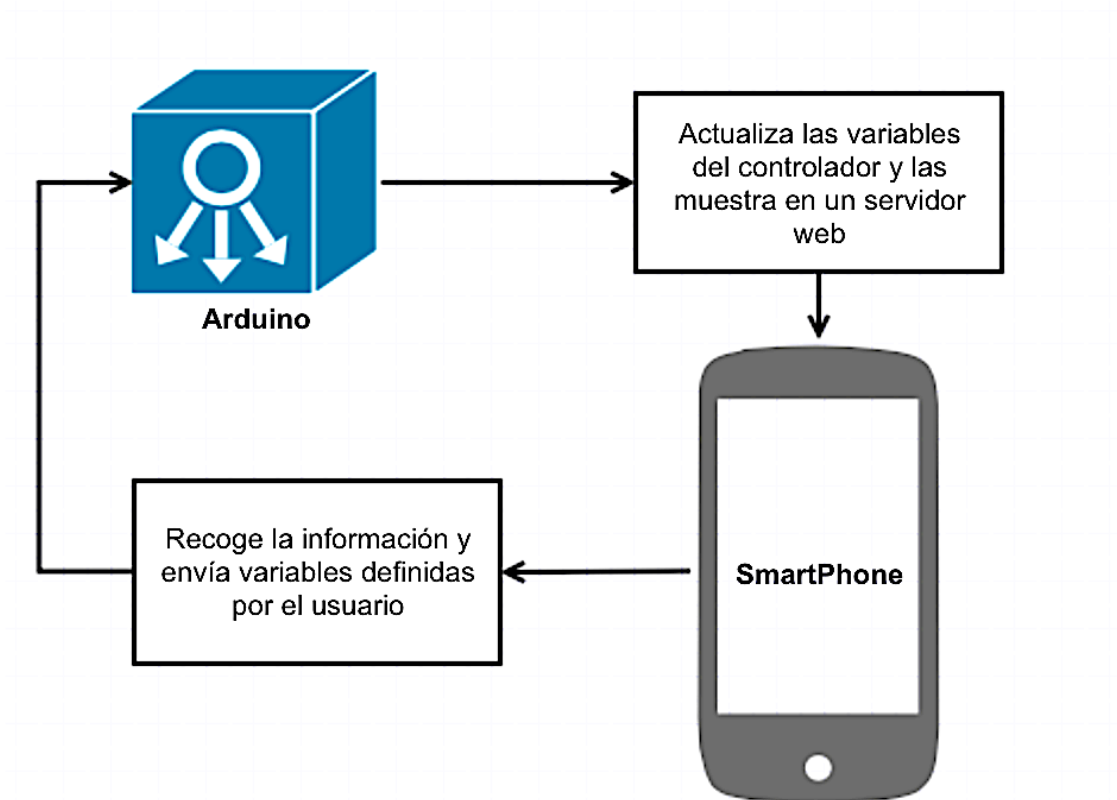 Actualiza las variables
del controlador y las
muestra en un servidor
web
Arduino
Recoge la información y
envía variables definidas
por el usuario
SmartPhone